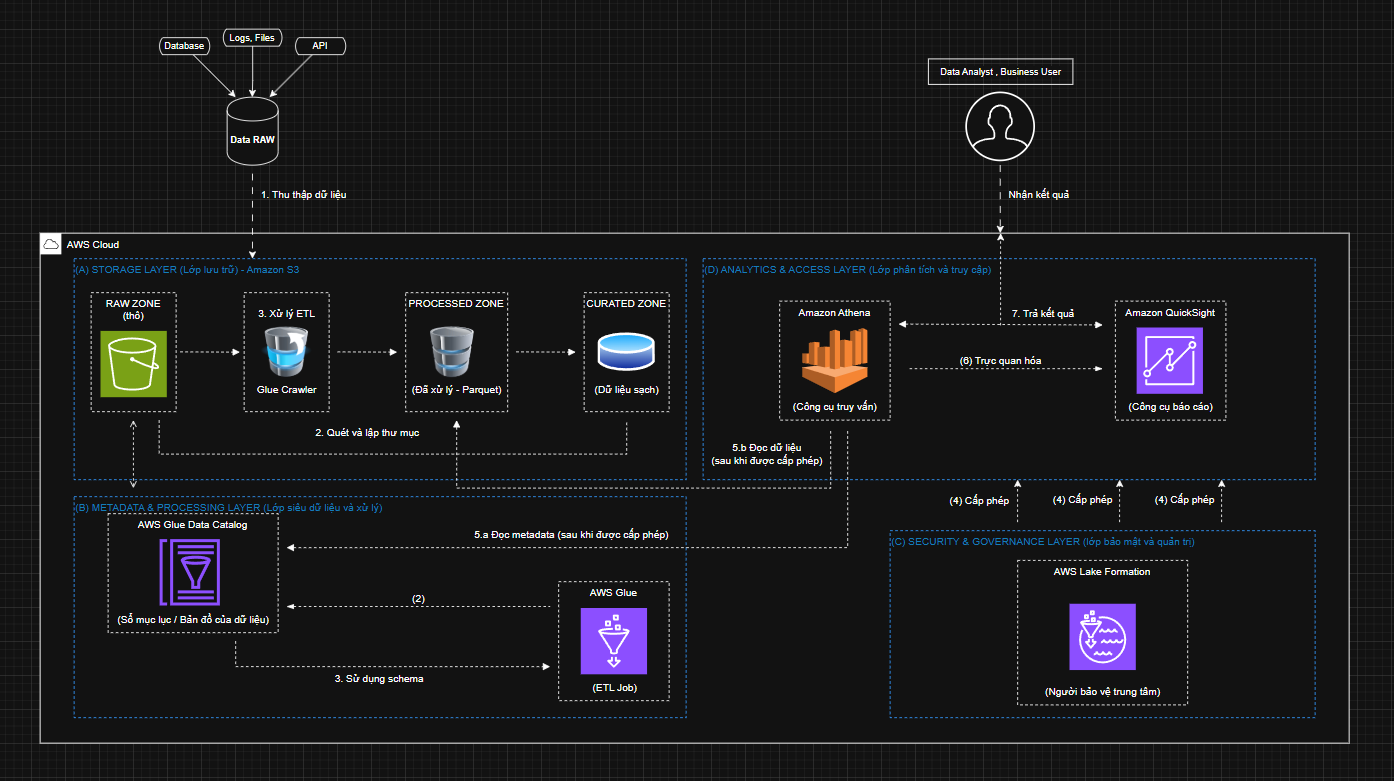 Database
Logs, Files
API
Data RAW
1. Thu thập dữ liệu
Data Analyst , Business User
Nhận kết quả
AWS Cloud
(A) STORAGE LAYER (Lớp lưu trữ) - Amazon S3
RAW ZONE
(thô)
3. Xử lý ETL
Glue Crawler
PROCESSED ZONE
(Đã xử lý - Parquet)
CURATED ZONE
(Dữ liệu sạch)
2. Quét và lập thư mục
(D) ANALYTICS & ACCESS LAYER (Lớp phân tích và truy cập)
Amazon Athena
(Công cụ truy vấn)
7. Trả kết quả
(6) Trực quan hóa
Amazon QuickSight
(Công cụ báo cáo)
5.b Đọc dữ liệu
(sau khi được cấp phép)
(4) Cấp phép
(4) Cấp phép
(4) Cấp phép
(B) METADATA & PROCESSING LAYER (Lớp siêu dữ liệu và xử lý)
AWS Glue Data Catalog
(Sổ mục lục / Bản đồ của dữ liệu)
5.a Đọc metadata (sau khi được cấp phép)
(2)
AWS Glue
(ETL Job)
3. Sử dụng schema
(C) SECURITY & GOVERNANCE LAYER (lớp bảo mật và quản trị)
AWS Lake Formation
(Người bảo vệ trung tâm)